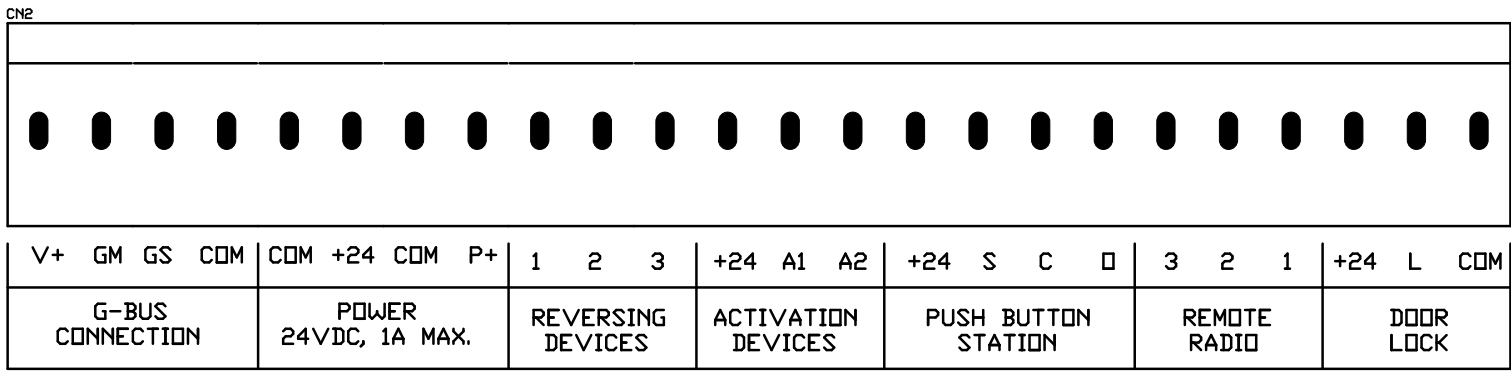 CN2
V+ GM GS COM COM +24 COM P+ 1 2 3 +24 A1 A2 +24 S C O 3 2 1 +24 L COM
G-BUS CONNECTION
POWER 24VDC, 1A MAX.
REVERSING DEVICES
ACTIVATION DEVICES
PUSH BUTTON STATION
REMOTE RADIO
DOOR LOCK